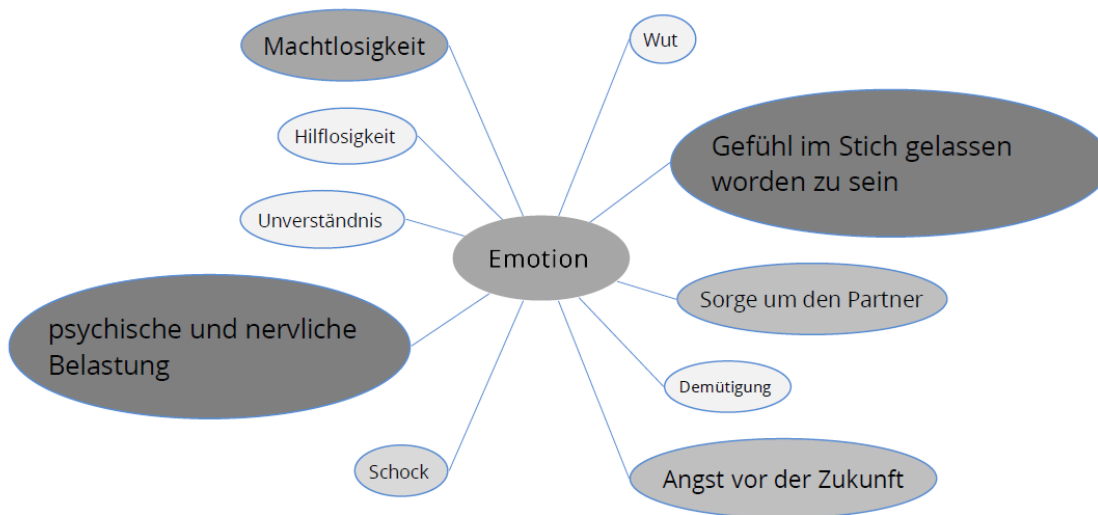 Machtlosigkeit
Wut
Hilflosigkeit
Gefühl im Stich gelassen
worden zu sein
Unverständnis
Emotion
Sorge um den Partner
psychische und nervliche
Belastung
Demütigung
Schock
Angst vor der Zukunft